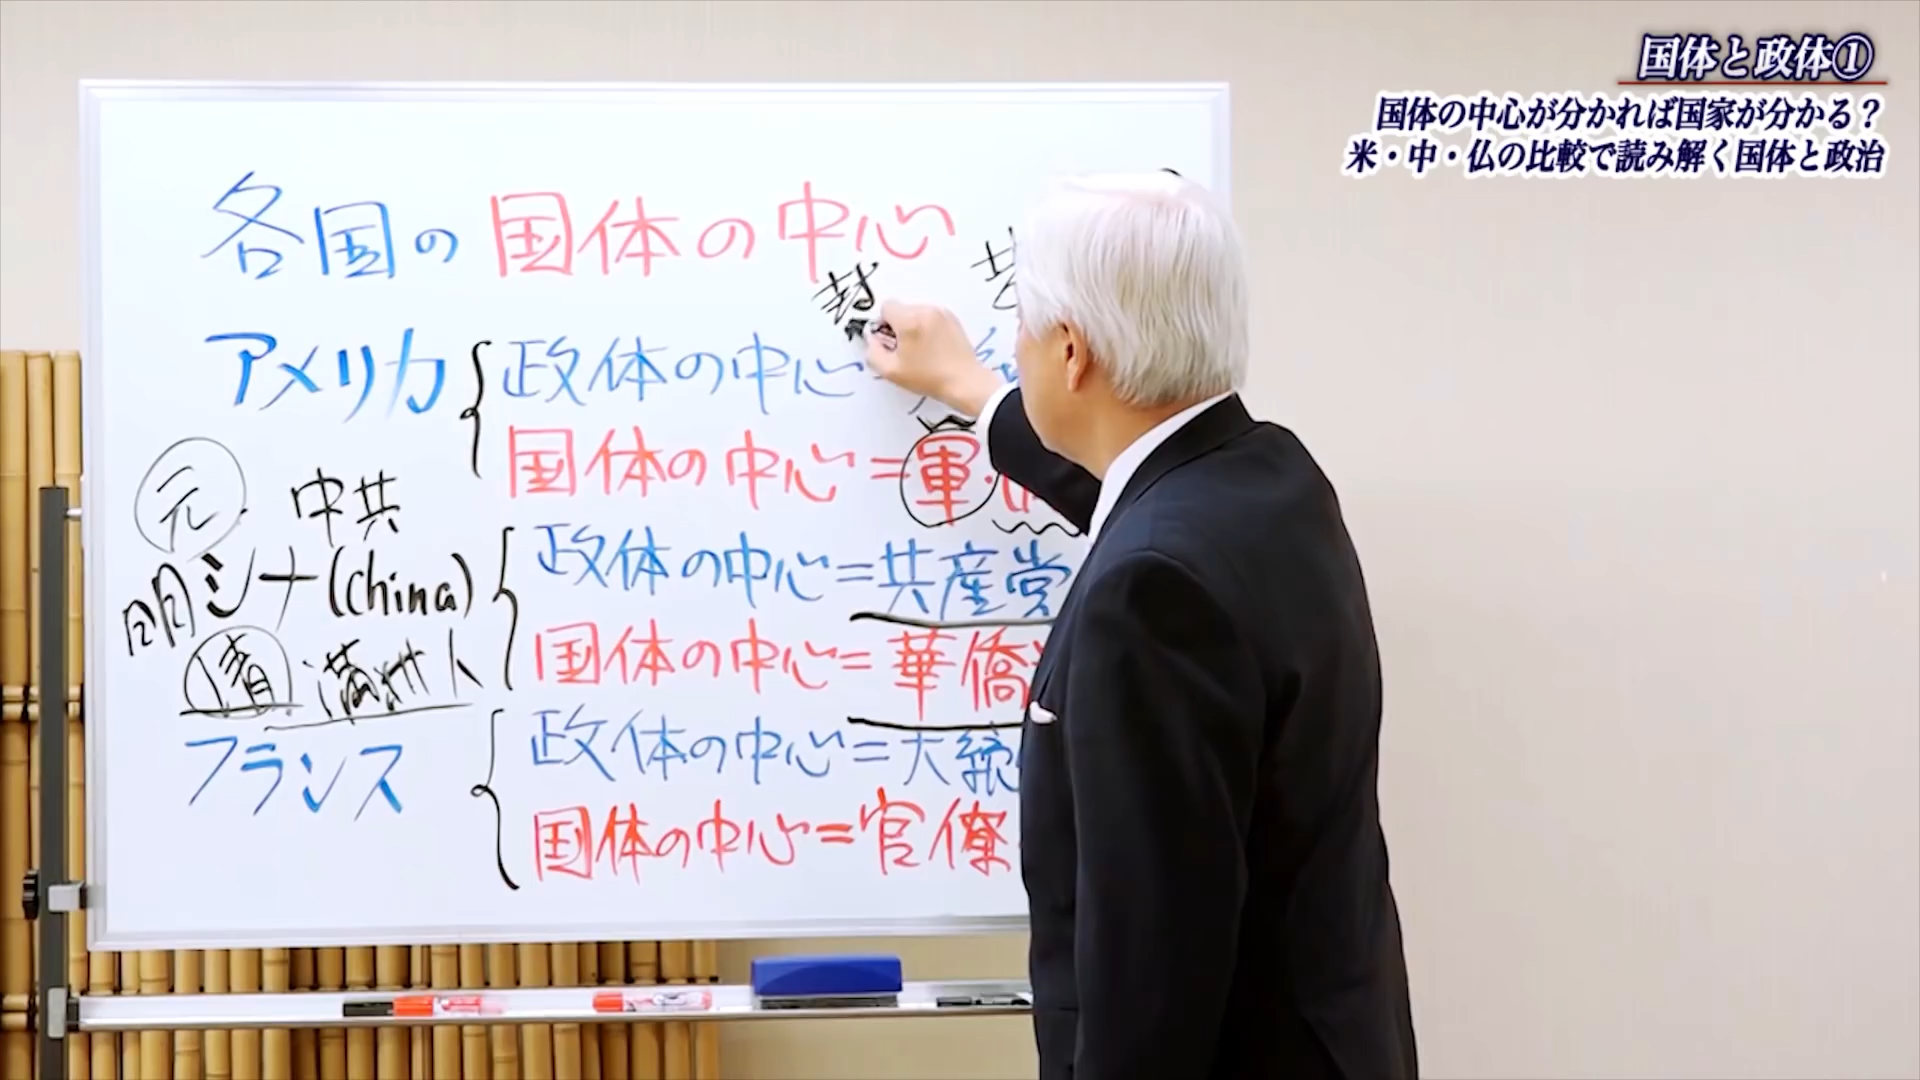 国体と政体①
国体の中心が分かれば国家が分かる？
米・中・仏の比較で読み解く国体と政治
各国の国体の中心
封
アメリカ
政体の中心
国体の中心=軍・
元
中共
明
シナ(China)
政体の中心=共産党
国体の中心=華僑
清
満州人
フランス
政体の中心=大統
国体の中心=官僚